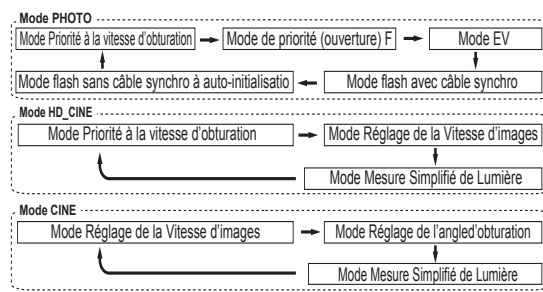 Mode PHOTO
Mode Priorité à la vitesse d'obturation
Mode de priorité (ouverture) F
Mode EV
Mode flash sans câble synchro à auto-initialisatio
Mode flash avec câble synchro
Mode HD_CINE
Mode Priorité à la vitesse d'obturation
Mode Réglage de la Vitesse d'images
Mode Mesure Simplifié de Lumière
Mode CINE
Mode Réglage de la Vitesse d'images
Mode Réglage de l'angled'obturation
Mode Mesure Simplifié de Lumière